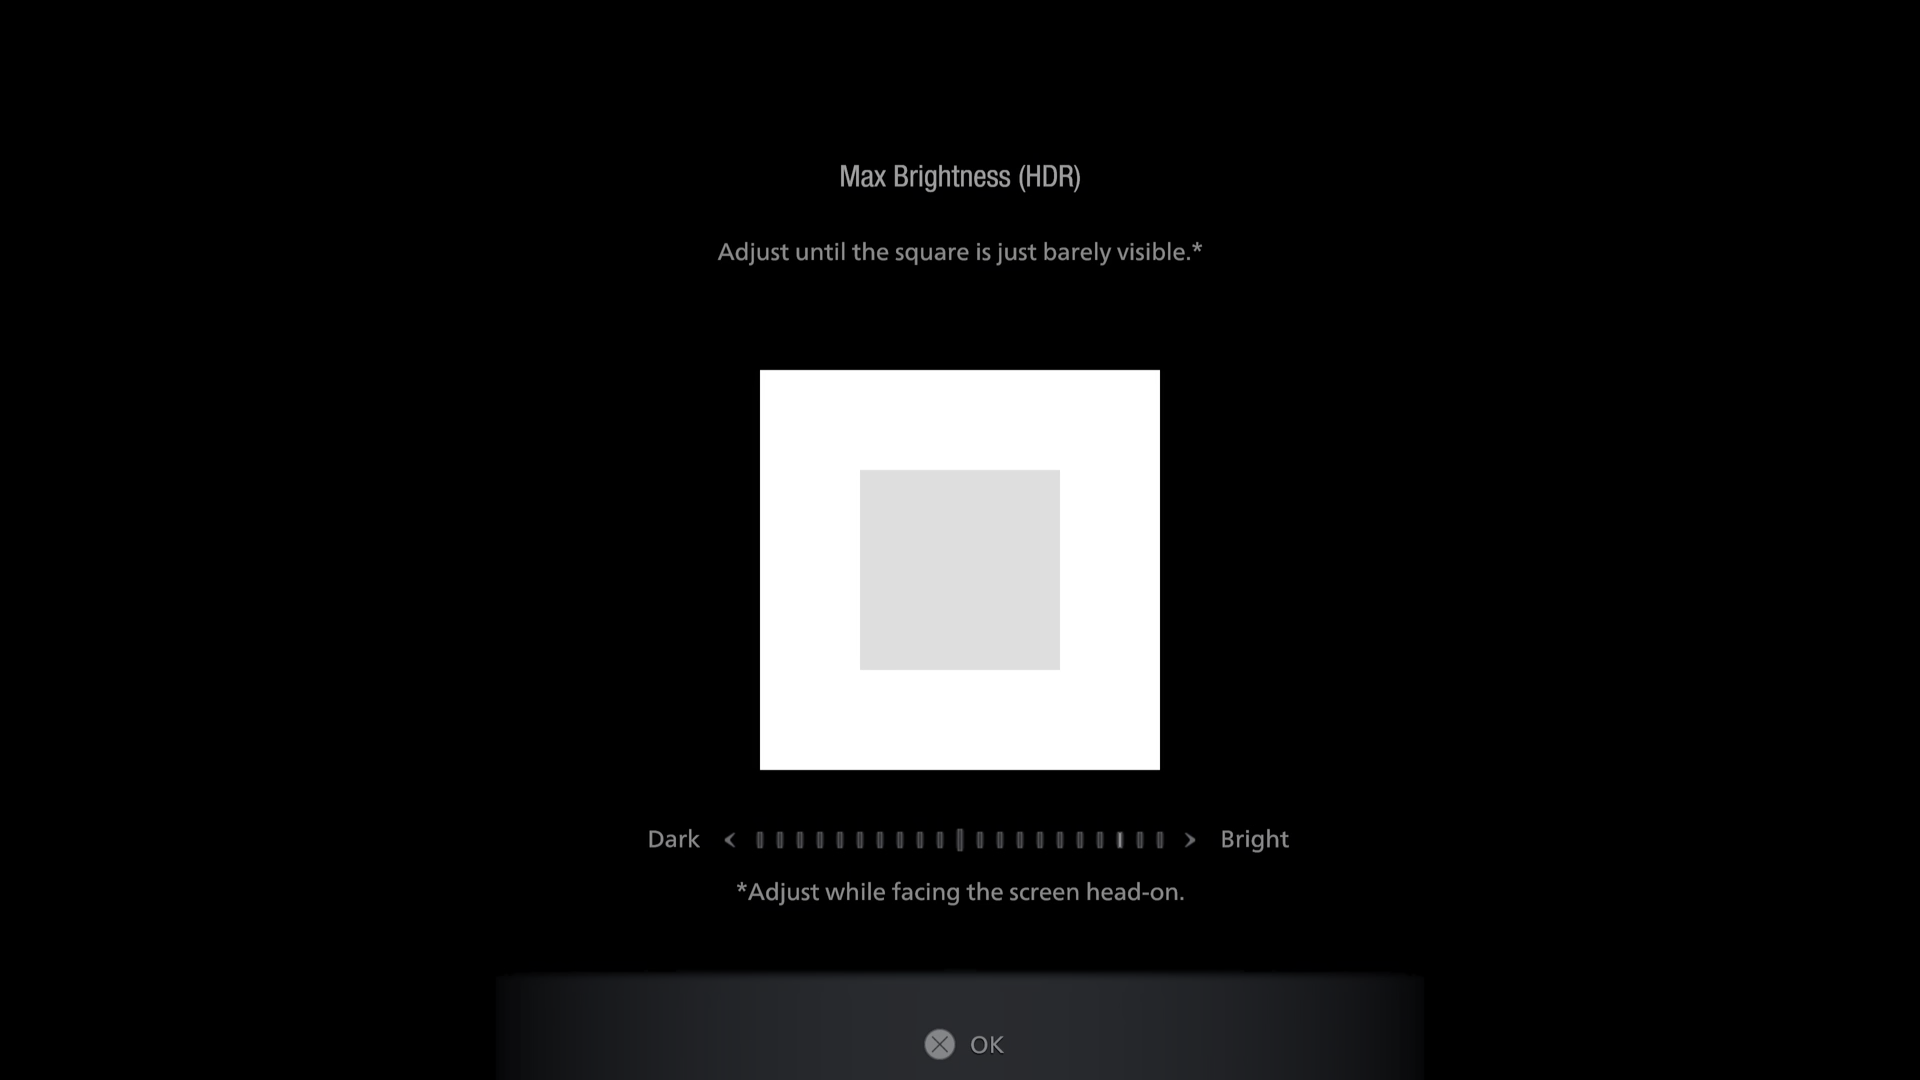 Max Brightness (HDR)
Adjust until the square is just barely visible.*
Dark < > Bright
*Adjust while facing the screen head-on.
OK